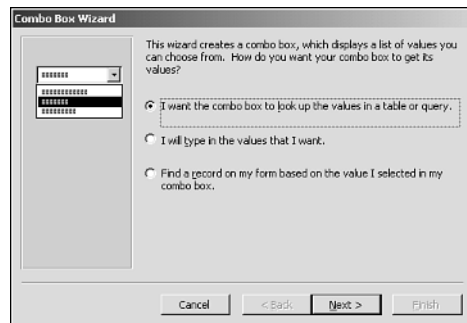 Combo Box Wizard
This wizard creates a combo box, which displays a list of values you
can choose from. How do you want your combo box to get its
values?
I want the combo box to look up the values in a table or query.
I will type in the values that I want.
Find a record on my form based on the value I selected in my
combo box.
Cancel
< Back
Next >
Finish